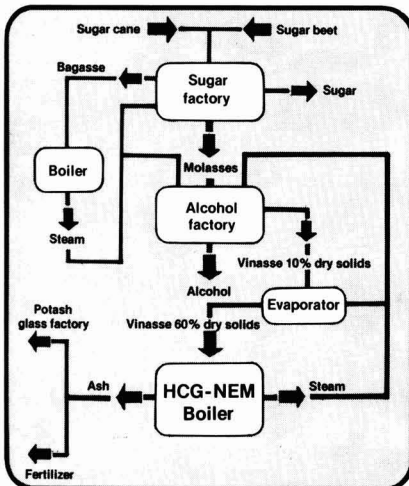 Sugar cane
Sugar beet
Bagasse
Sugar
factory
Sugar
Boiler
Molasses
Steam
Alcohol
factory
Vinasse 10% dry solids
Alcohol
Evaporator
Potash
glass factory
Vinasse 60% dry solids
Ash
HCG-NEM
Boiler
Steam
Fertilizer